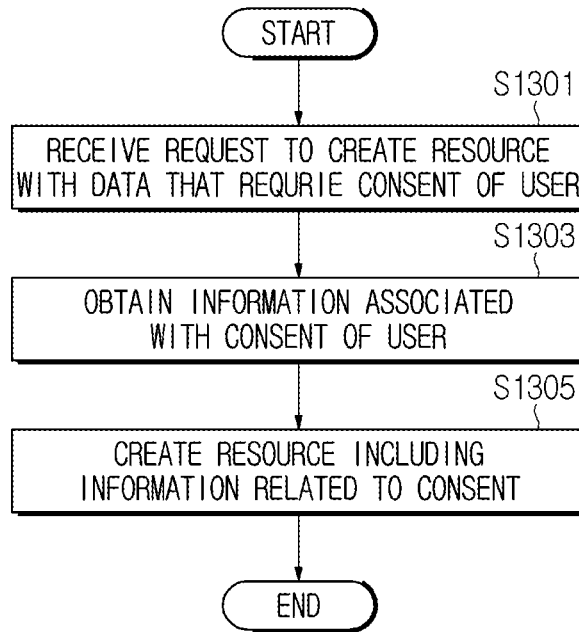 START
S1301
RECEIVE REQUEST TO CREATE RESOURCE
WITH DATA THAT REQURIE CONSENT OF USER
S1303
OBTAIN INFORMATION ASSOCIATED
WITH CONSENT OF USER
S1305
CREATE RESOURCE INCLUDING
INFORMATION RELATED TO CONSENT
END